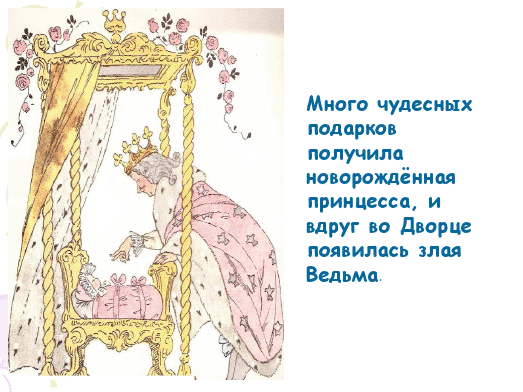 Много чудесных
подарков
получила
новорождённая
принцесса, и
вдруг во Дворце
появилась злая
Ведьма.